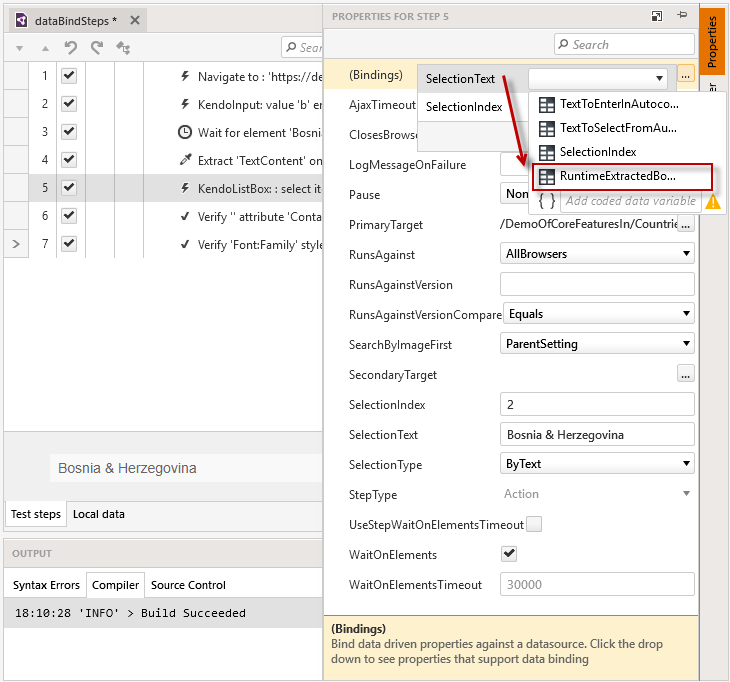 dataBindSteps *
Sear
1 Navigate to : 'https://de
2 KendoInput: value 'b' en
3 Wait for element 'Bosnia
4 Extract 'TextContent' on
5 KendoListBox: : select it
6 Verify '' attribute 'Conta
7 Verify 'Font:Family' style
Bosnia & Herzegovina
Test steps Local data
OUTPUT
Syntax Errors Compiler Source Control
18:10:28 'INFO' > Build Succeeded
PROPERTIES FOR STEP 5
Search
(Bindings)
SelectionText
...
SelectionIndex
TextToEnterInAutoco...
TextToSelectFromAu...
SelectionIndex
RuntimeExtractedBo...
{ } Add coded data variable
AjaxTimeout
ClosesBrowse
LogMessageOnFailure
Pause Non
PrimaryTarget /DemoOfCoreFeaturesIn/Countrie ...
RunsAgainst AllBrowsers
RunsAgainstVersion
RunsAgainstVersionCompare Equals
SearchByImageFirst ParentSetting
SecondaryTarget ...
SelectionIndex 2
SelectionText Bosnia & Herzegovina
SelectionType ByText
StepType Action
UseStepWaitOnElementsTimeout
WaitOnElements
WaitOnElementsTimeout 30000
(Bindings)
Bind data driven properties against a datasource. Click the drop
down to see properties that support data binding
Properties